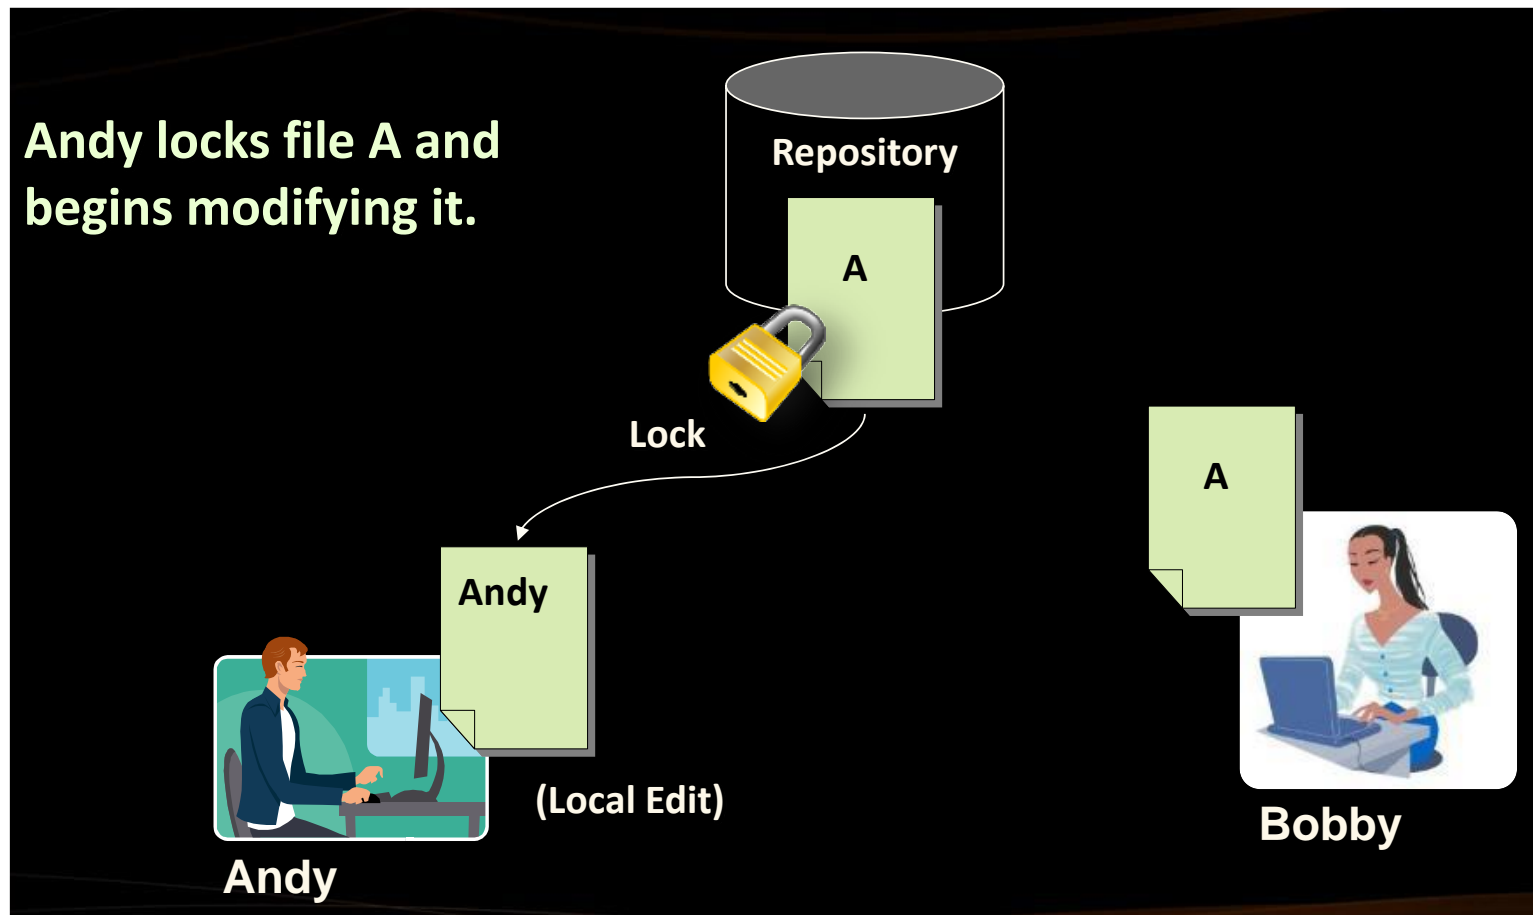 Andy locks file A and
begins modifying it.
Repository
A
Lock
A
Andy
(Local Edit)
Bobby
Andy